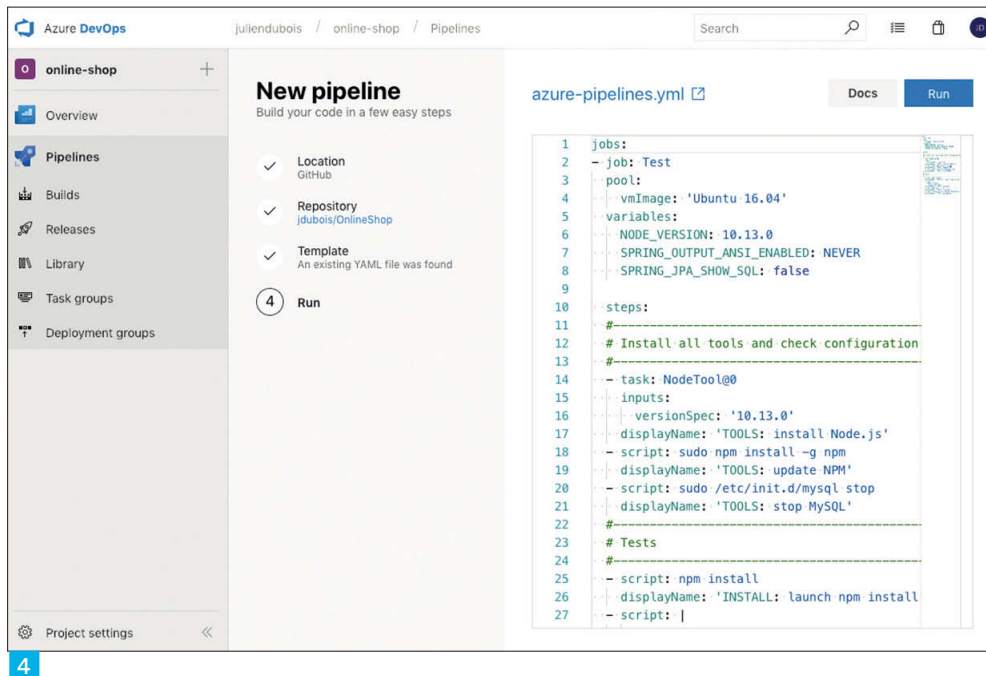 Azure DevOps
juliendubois / online-shop / Pipelines
Search
JD
O online-shop +
Overview
Pipelines
Builds
Releases
Library
Task groups
Deployment groups
Project settings
New pipeline
Build your code in a few easy steps
Location
GitHub
Repository
jdubois/OnlineShop
Template
An existing YAML file was found
4 Run
azure-pipelines.yml
Docs
Run
1 jobs:
2 - job: Test
3 pool:
4 vmImage: 'Ubuntu 16.04'
5 variables:
6 NODE_VERSION: 10.13.0
7 SPRING_OUTPUT_ANSI_ENABLED: NEVER
8 SPRING_JPA_SHOW_SQL: false
9
10 steps:
11 #------------------------------------------
12 # Install all tools and check configuration
13 #------------------------------------------
14 - task: NodeTool@0
15 inputs:
16 versionSpec: '10.13.0'
17 displayName: 'TOOLS: install Node.js'
18 - script: sudo npm install -g npm
19 displayName: 'TOOLS: update NPM'
20 - script: sudo /etc/init.d/mysql stop
21 displayName: 'TOOLS: stop MySQL'
22 #------------------------------------------
23 # Tests
24 #------------------------------------------
25 - script: npm install
26 displayName: 'INSTALL: launch npm install
27 - script: |
4